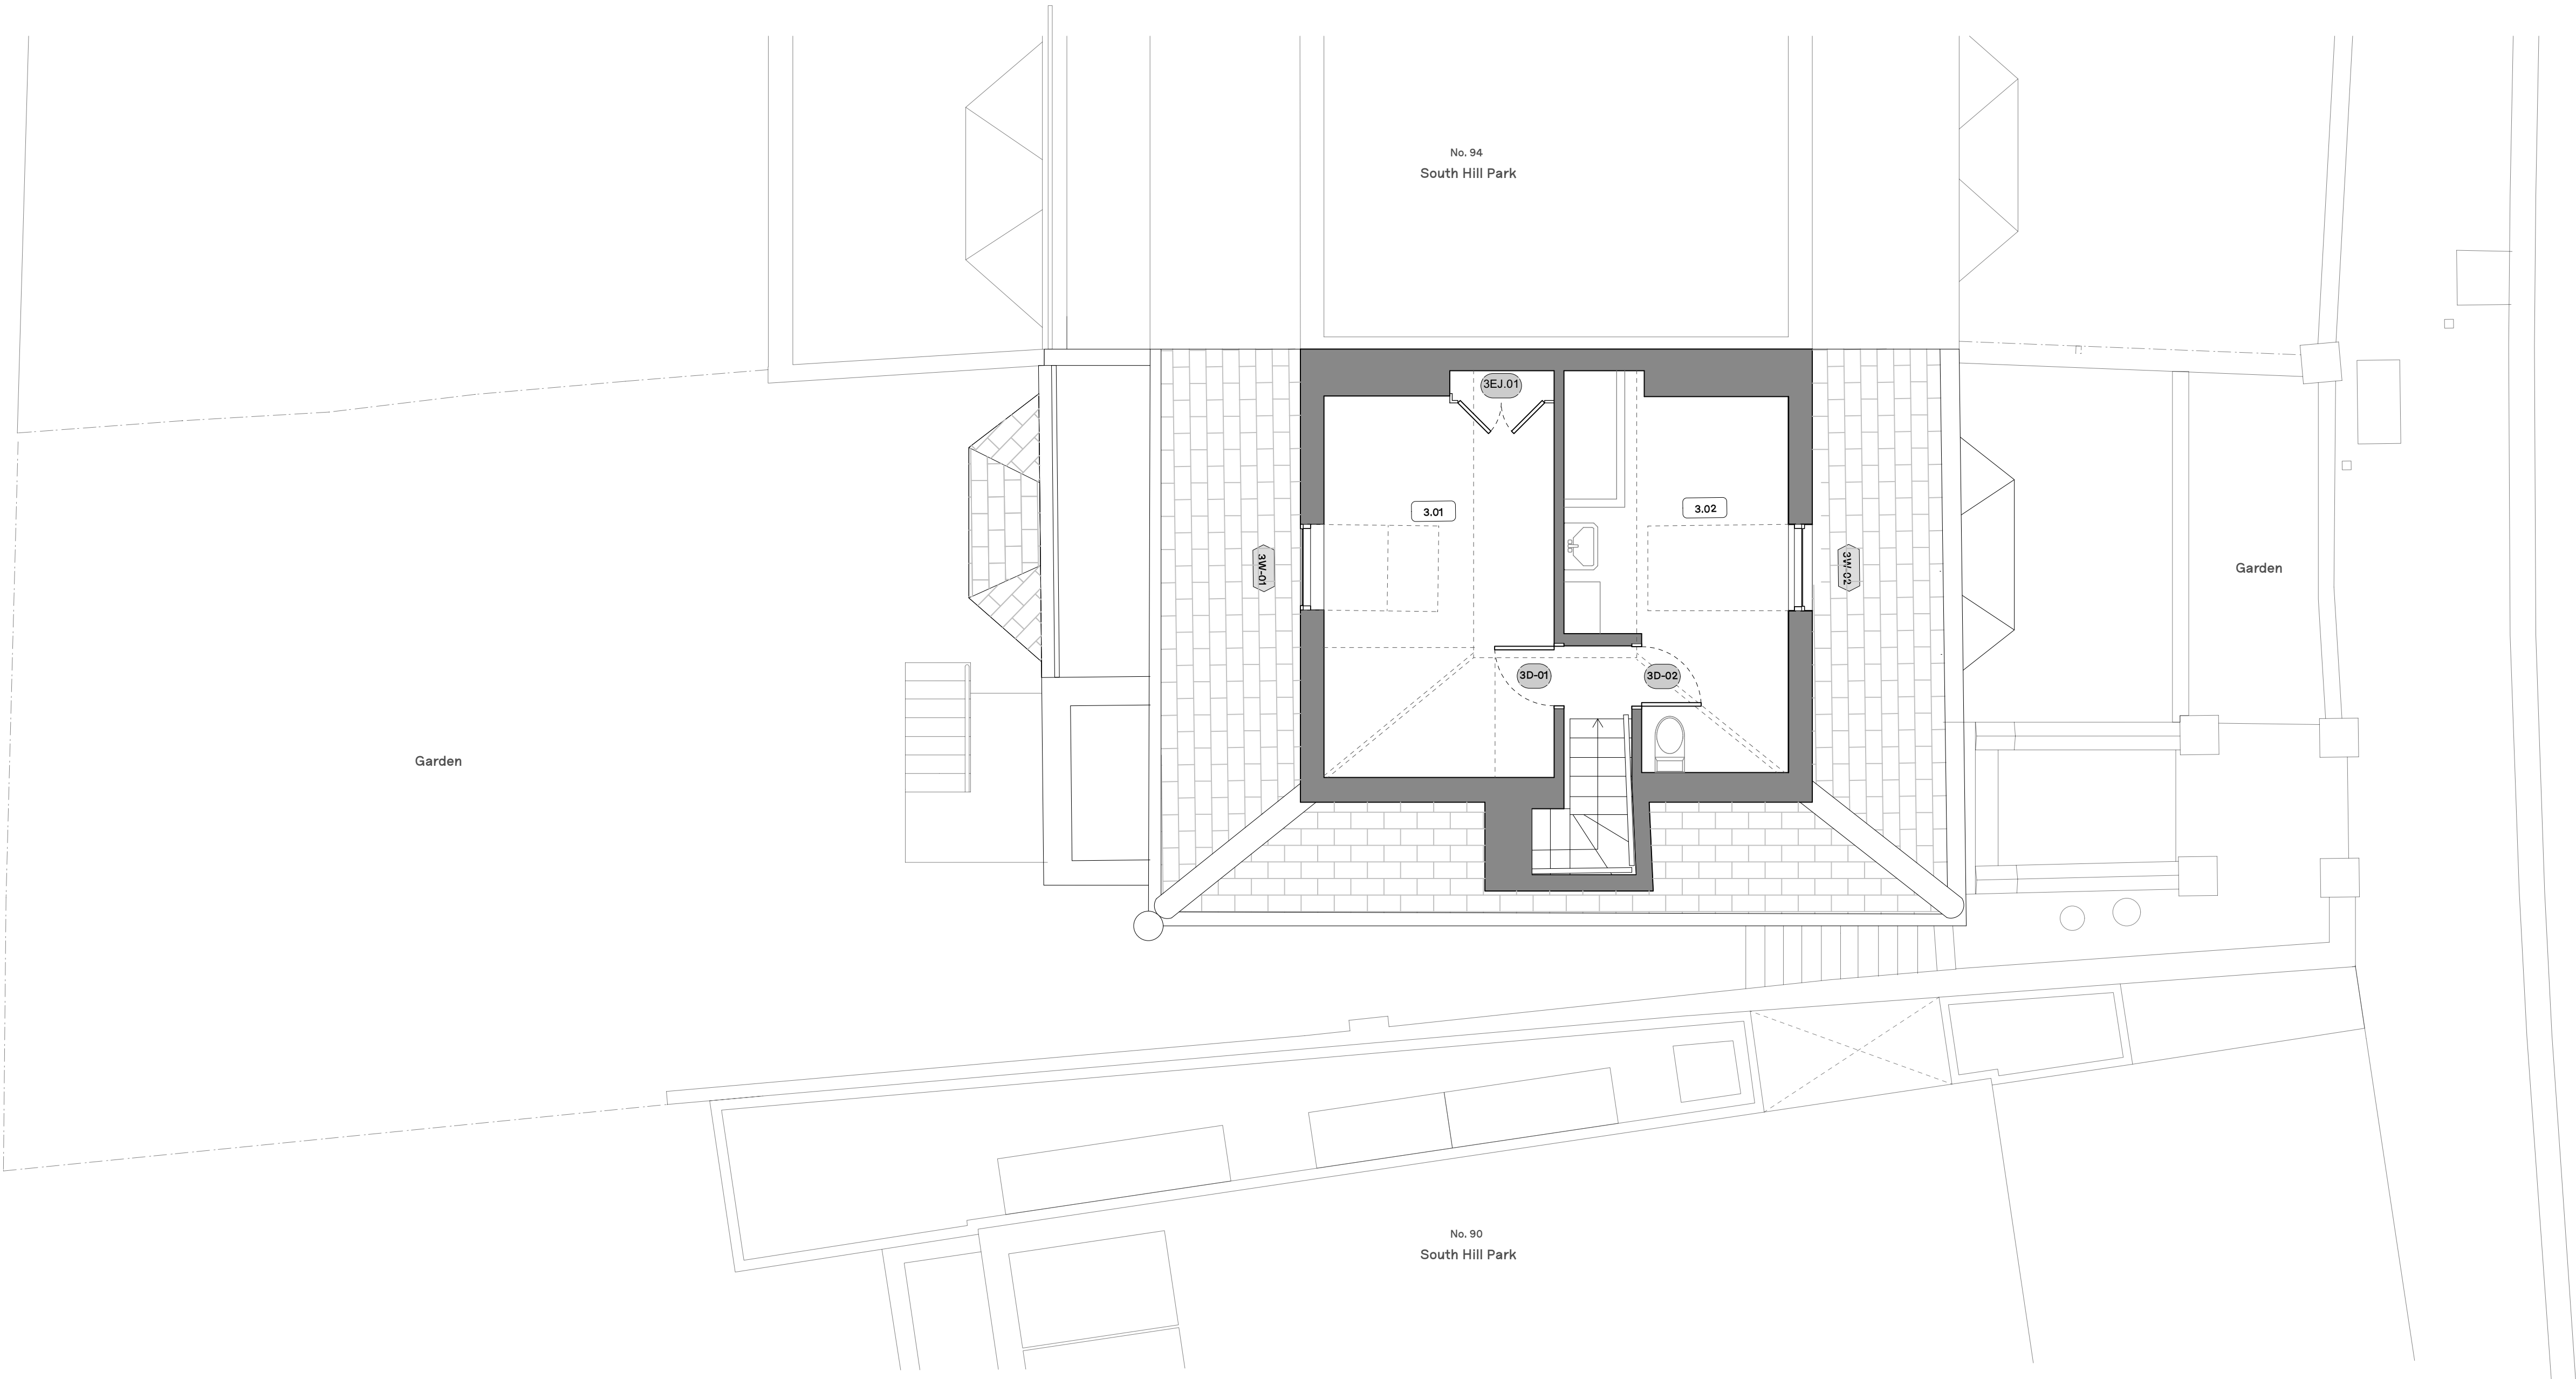 No. 94
South Hill Park
3EJ.01
3.01
3.02
3W-01
3W-02
Garden
3D-01
3D-02
Garden
No. 90
South Hill Park